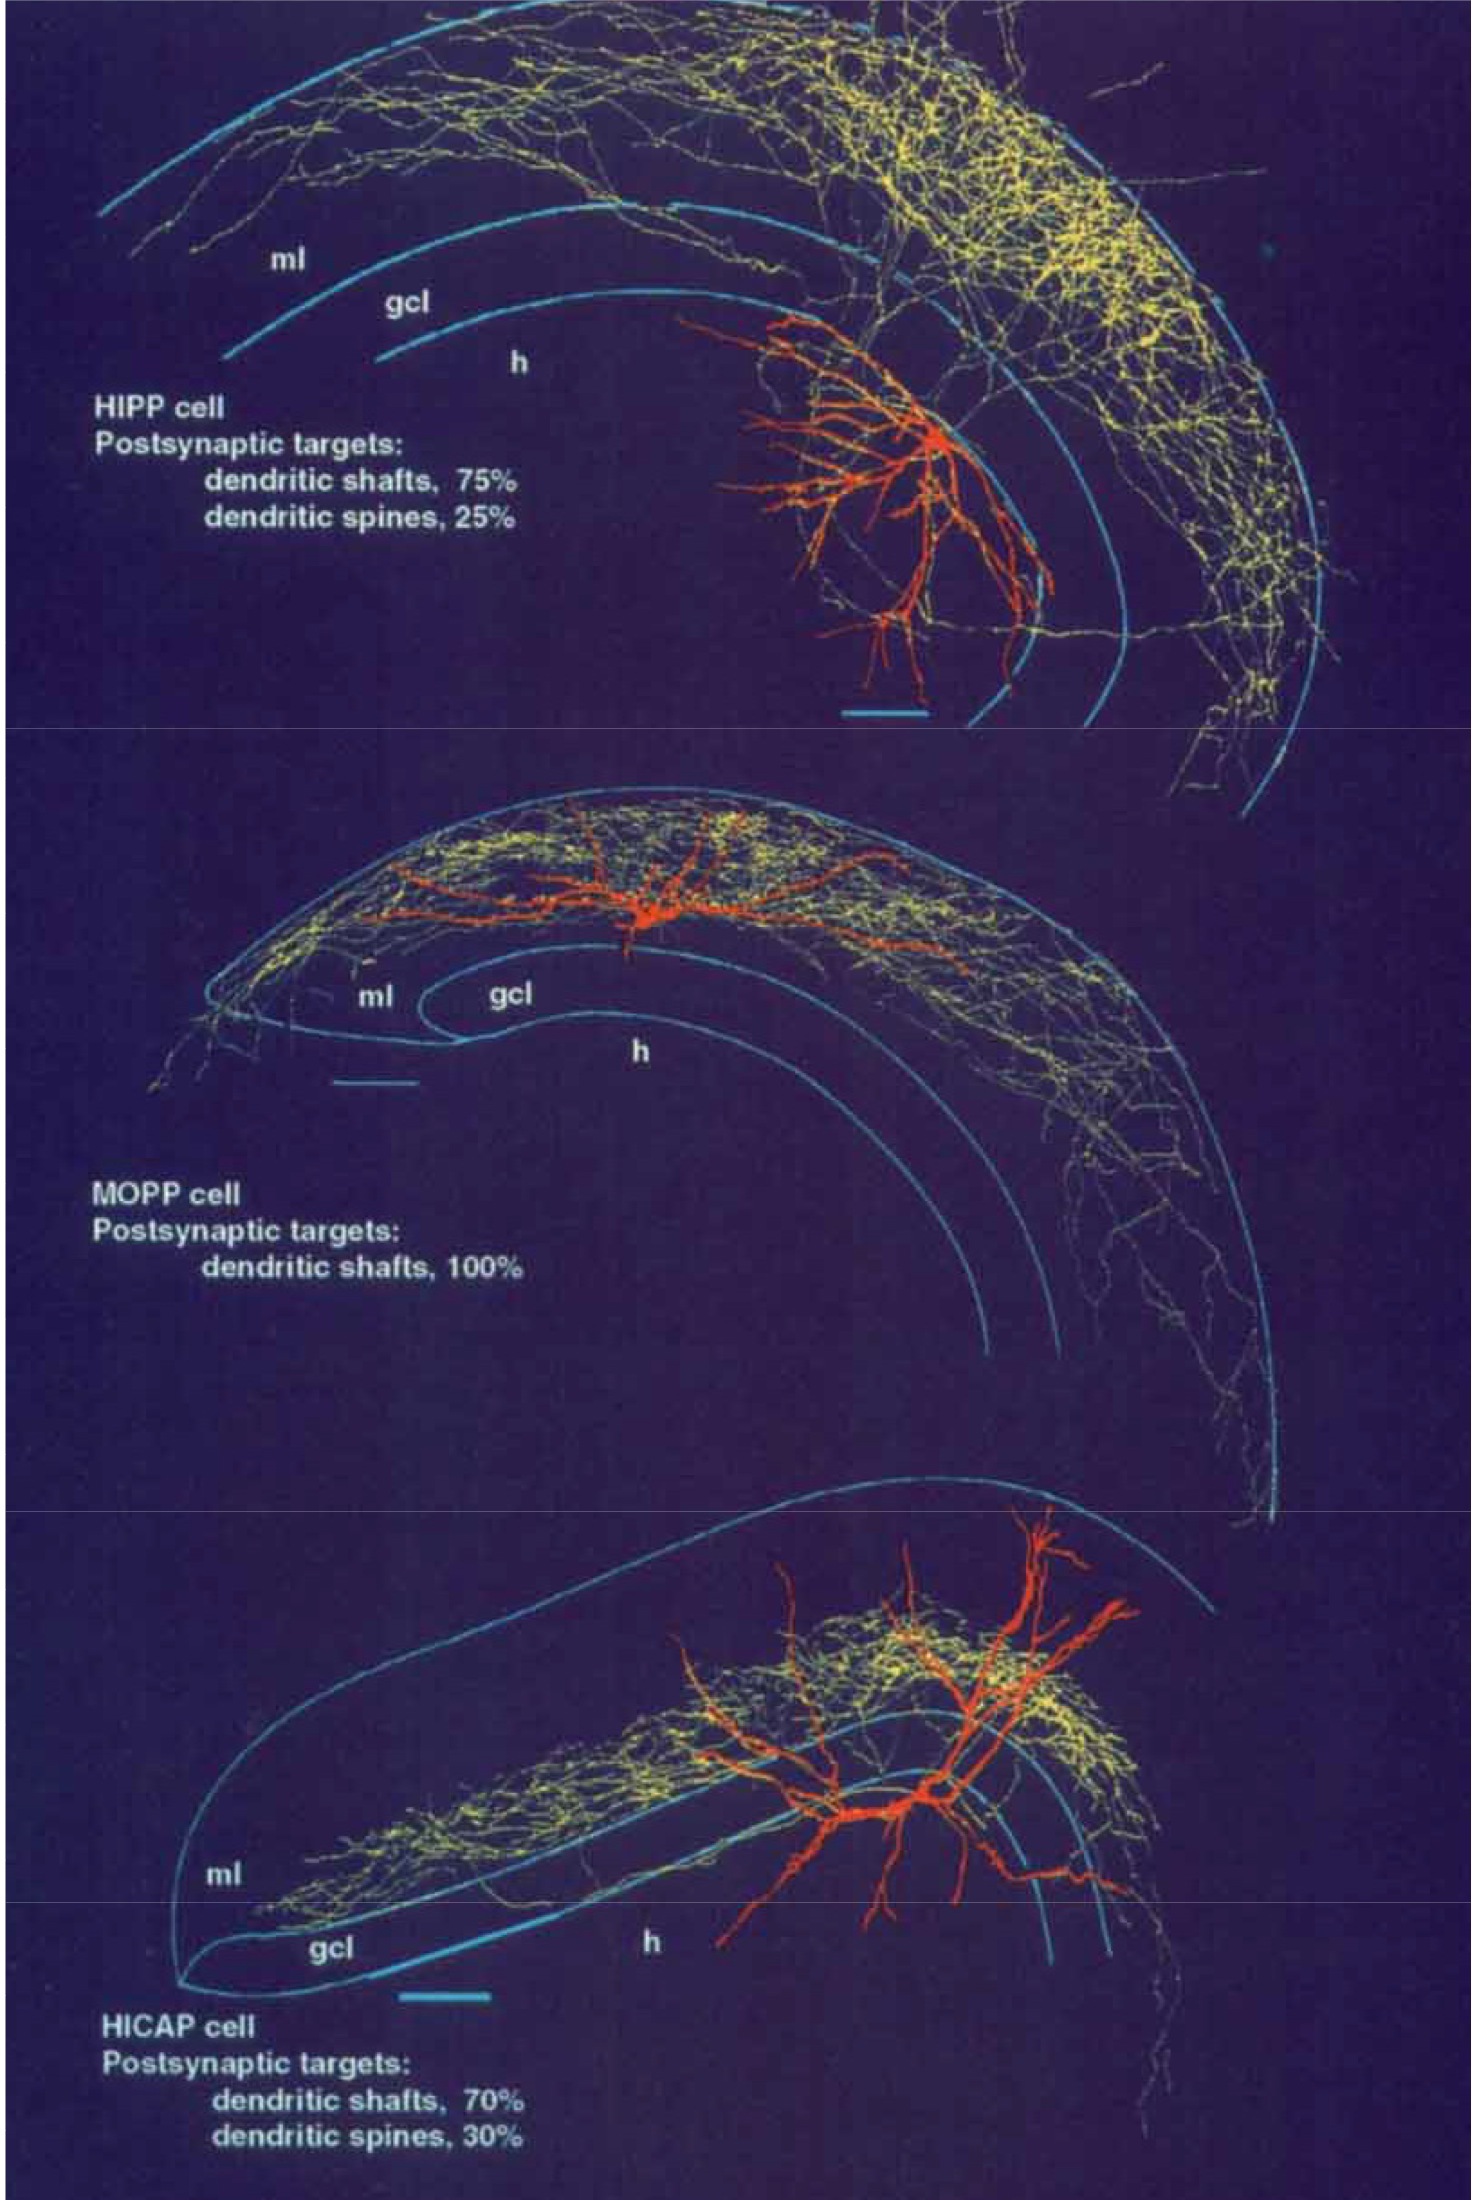 ml
gcl
h
HIPP cell
Postsynaptic targets:
dendritic shafts, 75%
dendritic spines, 25%
ml
gcl
h
MOPP cell
Postsynaptic targets:
dendritic shafts, 100%
ml
gcl
h
HICAP cell
Postsynaptic targets:
dendritic shafts, 70%
dendritic spines, 30%